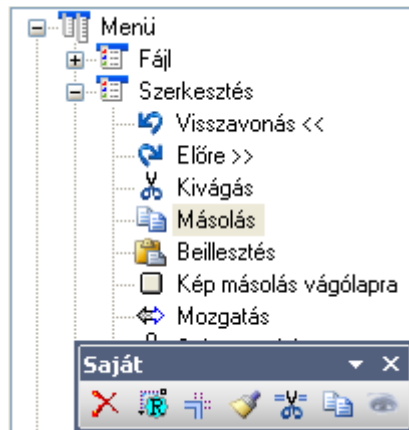 Menü
Fájl
Szerkesztés
Visszavonás <<
Előre >>
Kivágás
Másolás
Beillesztés
Kép másolás vágólapra
Mozgatás
Saját
R